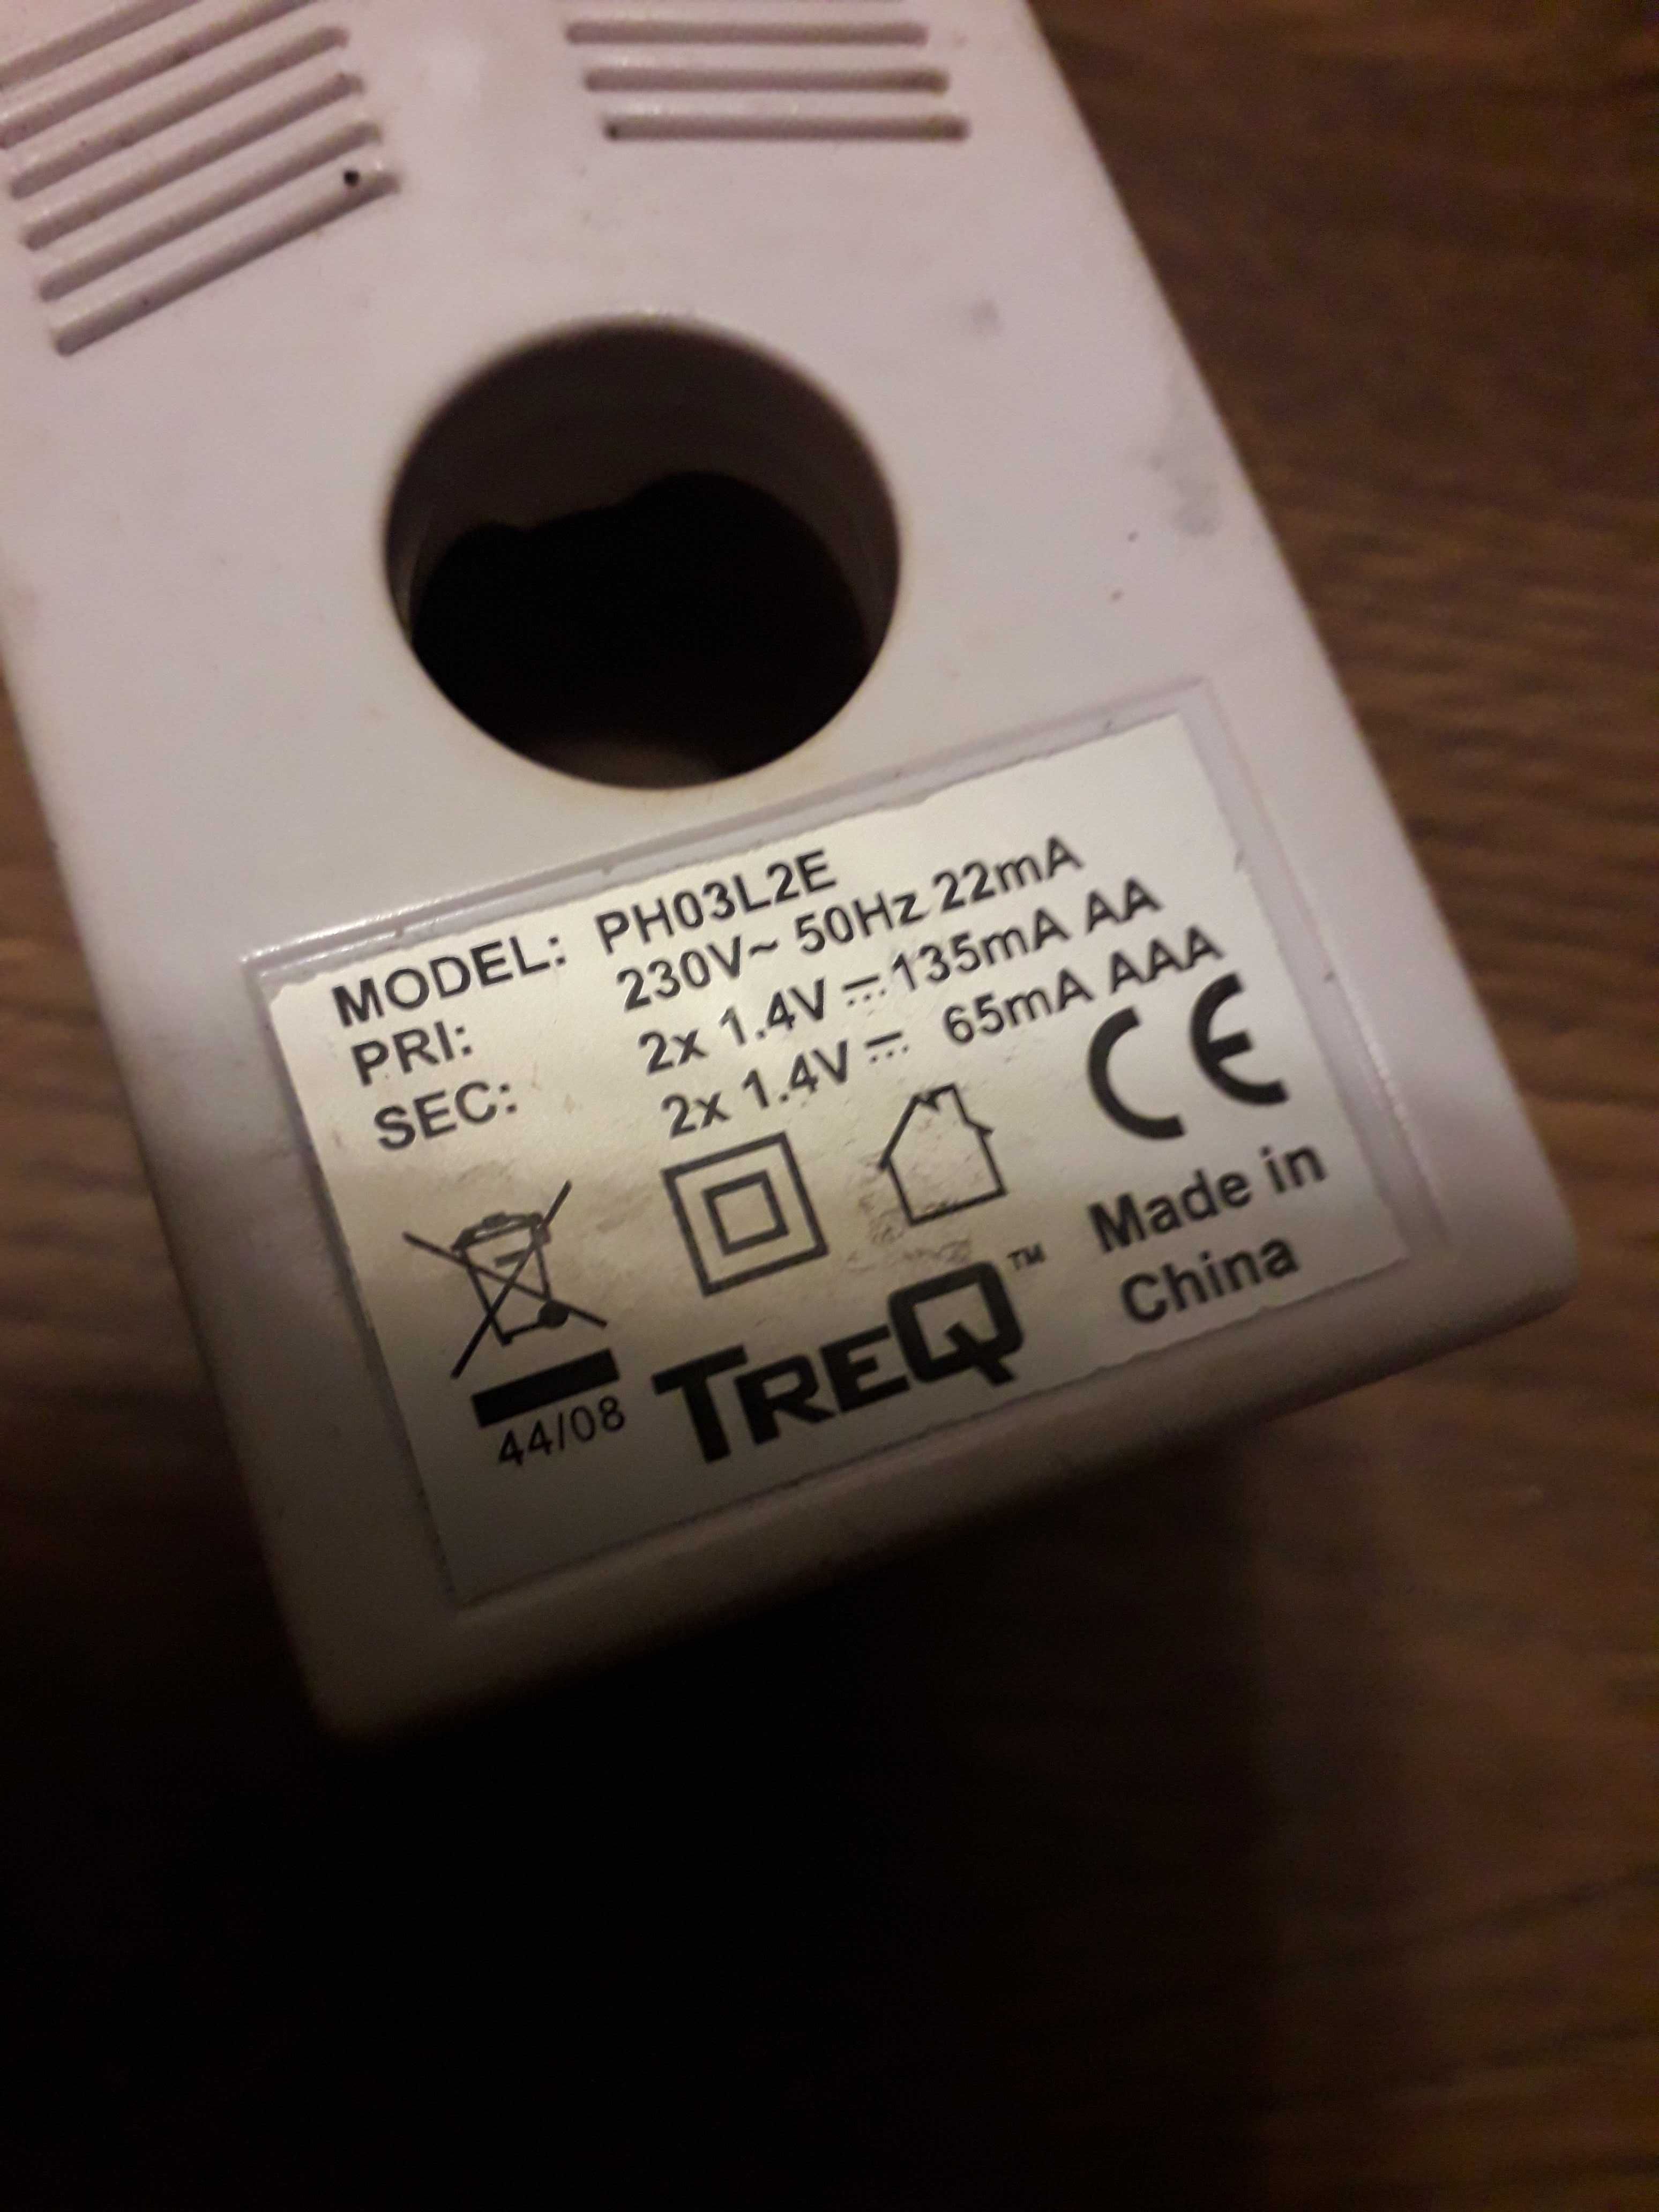 MODEL: PH03L2E
PRI: 230V~ 50Hz 22mA
SEC: 2x 1.4V ⎓ 135mA AA
2x 1.4V ⎓ 65mA AAA
CE
44/08
TREQ™
Made in
China